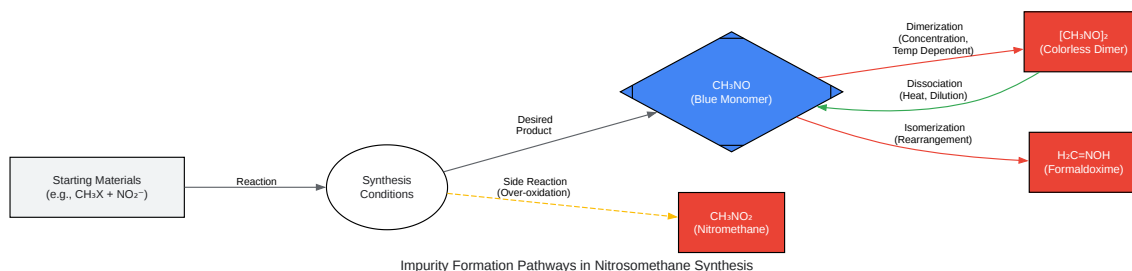 Starting Materials
(e.g., CH₃X + NO₂⁻)
Reaction
Synthesis
Conditions
Desired
Product
Side Reaction
(Over-oxidation)
CH₃NO₂
(Nitromethane)
CH₃NO
(Blue Monomer)
Dimerization
(Concentration,
Temp Dependent)
[CH₃NO]₂
(Colorless Dimer)
Dissociation
(Heat, Dilution)
Isomerization
(Rearrangement)
H₂C=NOH
(Formaldoxime)
Impurity Formation Pathways in Nitrosomethane Synthesis